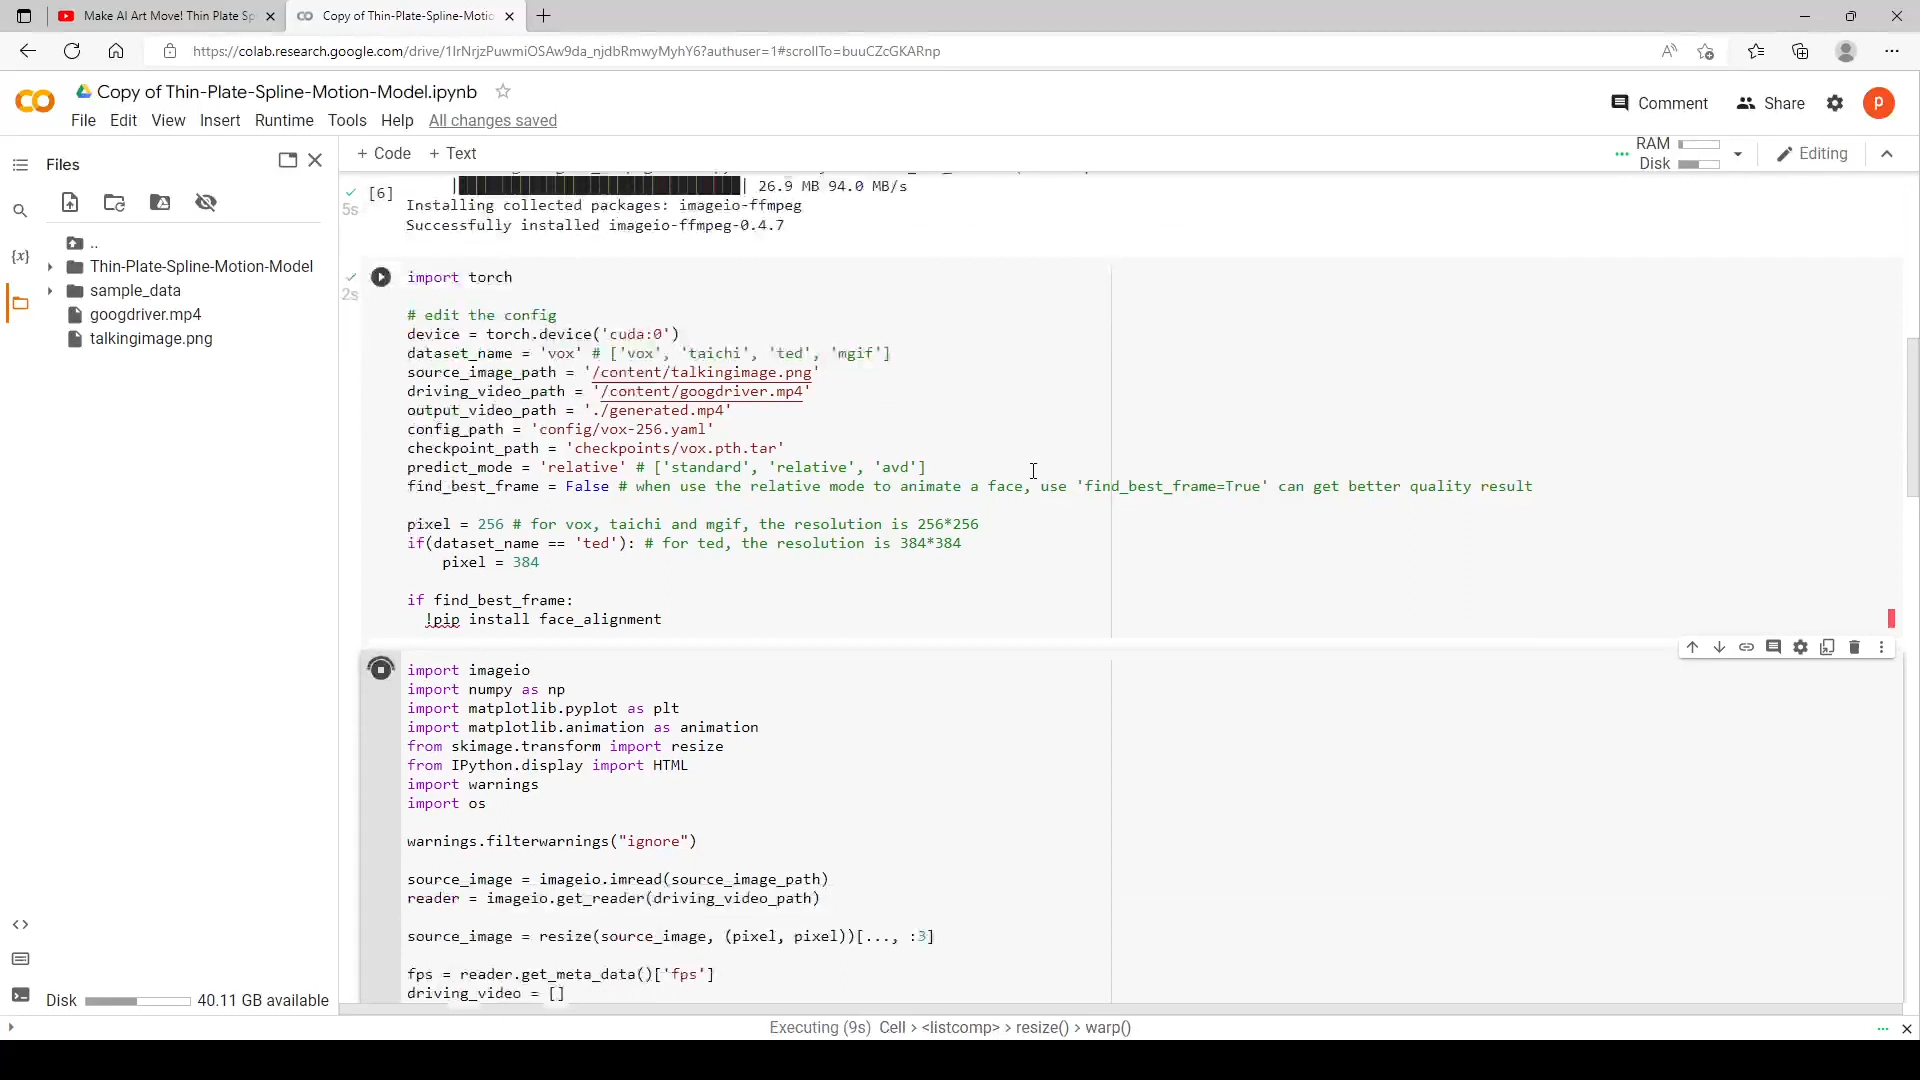 Make AI Art Move! Thin Plate Sp
Copy of Thin-Plate-Spline-Motio
https://colab.research.google.com/drive/1IrNrjzPuwmiOSAw9da_njdbRmwyMyhY6?authuser=1#scrollTo=buuCZcGKARnp
Copy of Thin-Plate-Spline-Motion-Model.ipynb
Comment
Share
P
File Edit View Insert Runtime Tools Help All changes saved
Files
+ Code + Text
RAM
Disk
Editing
{x}
..
Thin-Plate-Spline-Motion-Model
sample_data
googdriver.mp4
talkingimage.png
[6]
5s
| 26.9 MB 94.0 MB/s
Installing collected packages: imageio-ffmpeg
Successfully installed imageio-ffmpeg-0.4.7
2s
import torch
# edit the config
device = torch.device('cuda:0')
dataset_name = 'vox' # ['vox', 'taichi', 'ted', 'mgif']
source_image_path = '/content/talkingimage.png'
driving_video_path = '/content/googdriver.mp4'
output_video_path = './generated.mp4'
config_path = 'config/vox-256.yaml'
checkpoint_path = 'checkpoints/vox.pth.tar'
predict_mode = 'relative' # ['standard', 'relative', 'avd']
find_best_frame = False # when use the relative mode to animate a face, use 'find_best_frame=True' can get better quality result
pixel = 256 # for vox, taichi and mgif, the resolution is 256*256
if(dataset_name == 'ted'): # for ted, the resolution is 384*384
pixel = 384
if find_best_frame:
!pip install face_alignment
import imageio
import numpy as np
import matplotlib.pyplot as plt
import matplotlib.animation as animation
from skimage.transform import resize
from IPython.display import HTML
import warnings
import os
warnings.filterwarnings("ignore")
source_image = imageio.imread(source_image_path)
reader = imageio.get_reader(driving_video_path)
source_image = resize(source_image, (pixel, pixel))[..., :3]
fps = reader.get_meta_data()['fps']
driving_video = []
Disk 40.11 GB available
Executing (9s) Cell > <listcomp> > resize() > warp()